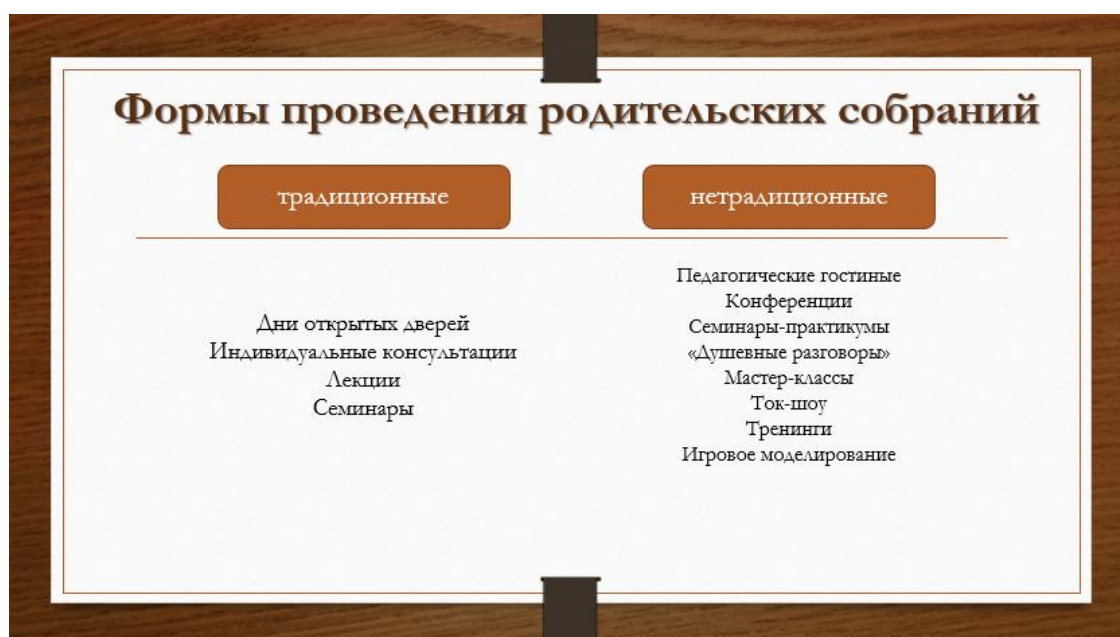 Формы проведения родительских собраний
традиционные
Дни открытых дверей
Индивидуальные консультации
Лекции
Семинары
нетрадиционные
Педагогические гостиные
Конференции
Семинары-практикумы
«Душевные разговоры»
Мастер-классы
Ток-шоу
Тренинги
Игровое моделирование